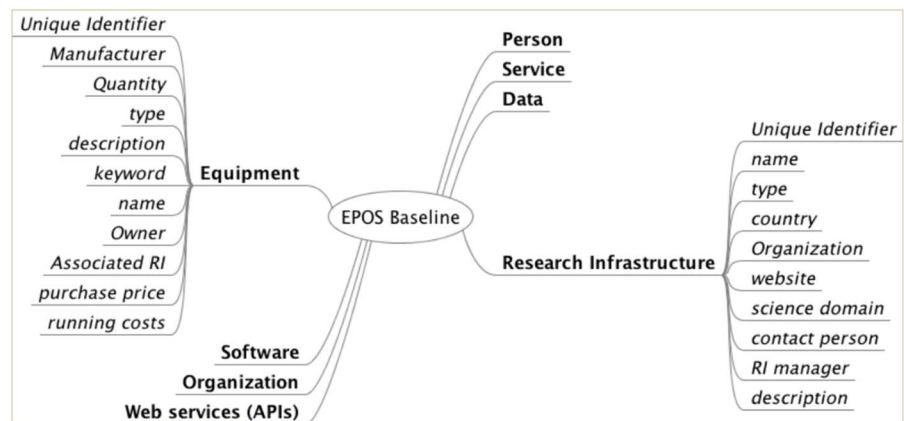 Unique Identifier
Manufacturer
Quantity
type
description
keyword
name
Owner
Associated RI
purchase price
running costs
Equipment
Software
Organization
Web services (APIs)
EPOS Baseline
Person
Service
Data
Research Infrastructure
Unique Identifier
name
type
country
Organization
website
science domain
contact person
RI manager
description